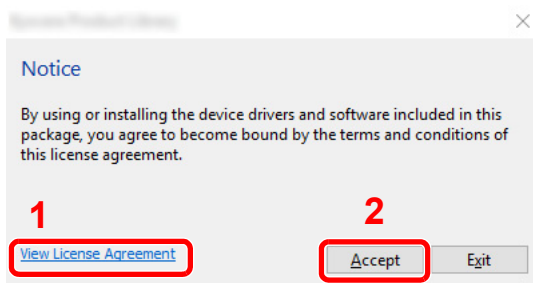 Notice
By using or installing the device drivers and software included in this
package, you agree to become bound by the terms and conditions of
this license agreement.
1
2
View License Agreement
Accept
Exit